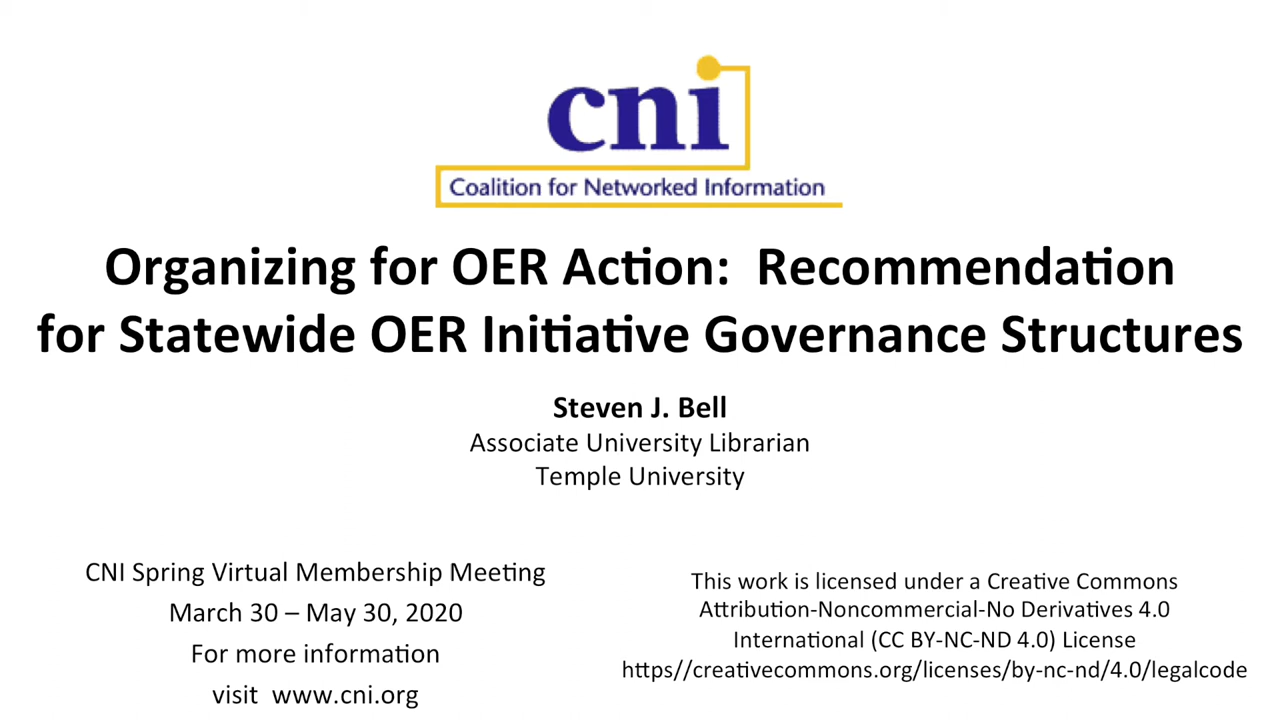 cni
Coalition for Networked Information
Organizing for OER Action:  Recommendation
for Statewide OER Initiative Governance Structures
Steven J. Bell
Associate University Librarian
Temple University
CNI Spring Virtual Membership Meeting
March 30 – May 30, 2020
For more information
visit  www.cni.org
This work is licensed under a Creative Commons
Attribution-Noncommercial-No Derivatives 4.0
International (CC BY-NC-ND 4.0) License
https//creativecommons.org/licenses/by-nc-nd/4.0/legalcode